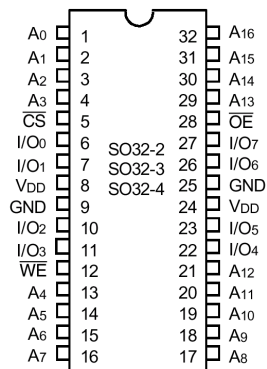 A0 1 32 A16
A1 2 31 A15
A2 3 30 A14
A3 4 29 A13
CS 5 28 OE
I/O0 6 SO32-2 27 I/O7
I/O1 7 SO32-3 26 I/O6
VDD 8 SO32-4 25 GND
GND 9 24 VDD
I/O2 10 23 I/O5
I/O3 11 22 I/O4
WE 12 21 A12
A4 13 20 A11
A5 14 19 A10
A6 15 18 A9
A7 16 17 A8